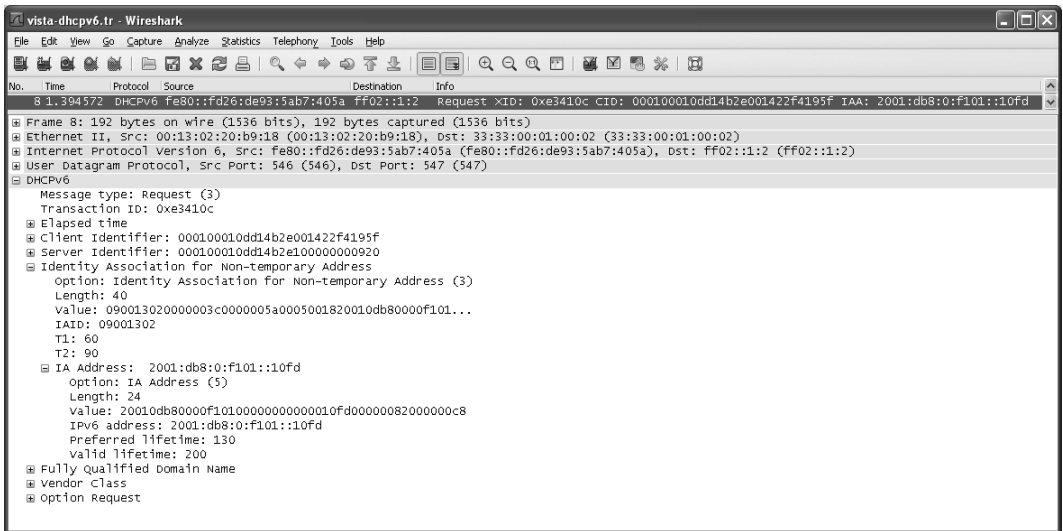 vista-dhcpv6.tr - Wireshark
File Edit View Go Capture Analyze Statistics Telephony Tools Help
No. Time Protocol Source Destination Info
8 1.394572 DHCPv6 fe80::fd26:de93:5ab7:405a ff02::1:2 Request XID: 0xe3410c CID: 000100010dd14b2e001422f4195f IAA: 2001:db8:0:f101::10fd
Frame 8: 192 bytes on wire (1536 bits), 192 bytes captured (1536 bits)
Ethernet II, Src: 00:13:02:20:b9:18 (00:13:02:20:b9:18), Dst: 33:33:00:01:00:02 (33:33:00:01:00:02)
Internet Protocol Version 6, Src: fe80::fd26:de93:5ab7:405a (fe80::fd26:de93:5ab7:405a), Dst: ff02::1:2 (ff02::1:2)
User Datagram Protocol, Src Port: 546 (546), Dst Port: 547 (547)
DHCPv6
Message type: Request (3)
Transaction ID: 0xe3410c
Elapsed time
Client Identifier: 000100010dd14b2e001422f4195f
Server Identifier: 000100010dd14b2e100000000920
Identity Association for Non-temporary Address
Option: Identity Association for Non-temporary Address (3)
Length: 40
Value: 090013020000003c0000005a0005001820010db80000f101...
IAID: 09001302
T1: 60
T2: 90
IA Address: 2001:db8:0:f101::10fd
Option: IA Address (5)
Length: 24
Value: 20010db80000f10100000000000010fd00000082000000c8
IPv6 address: 2001:db8:0:f101::10fd
Preferred lifetime: 130
Valid lifetime: 200
Fully Qualified Domain Name
Vendor Class
Option Request